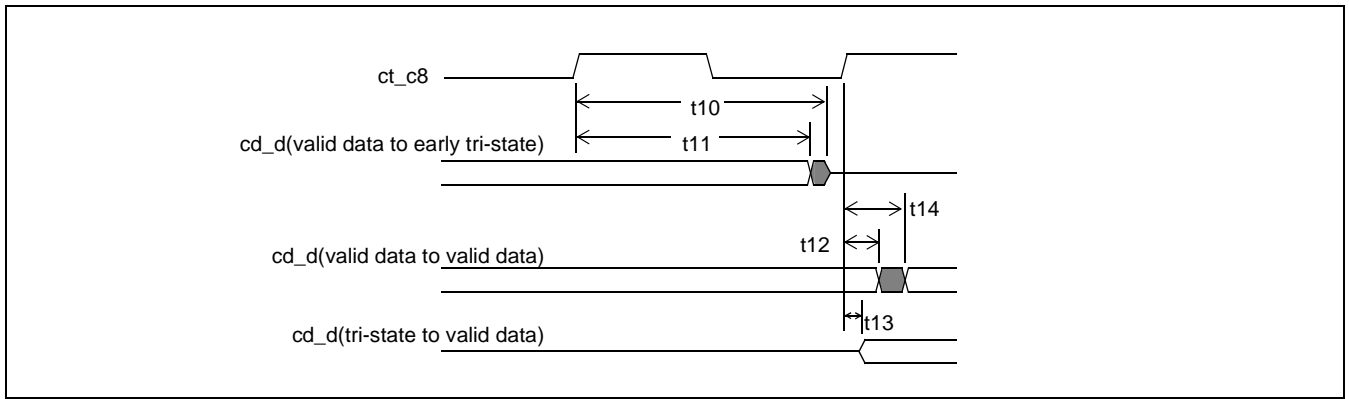 ct_c8
t10
cd_d(valid data to early tri-state)
t11
t14
t12
cd_d(valid data to valid data)
t13
cd_d(tri-state to valid data)